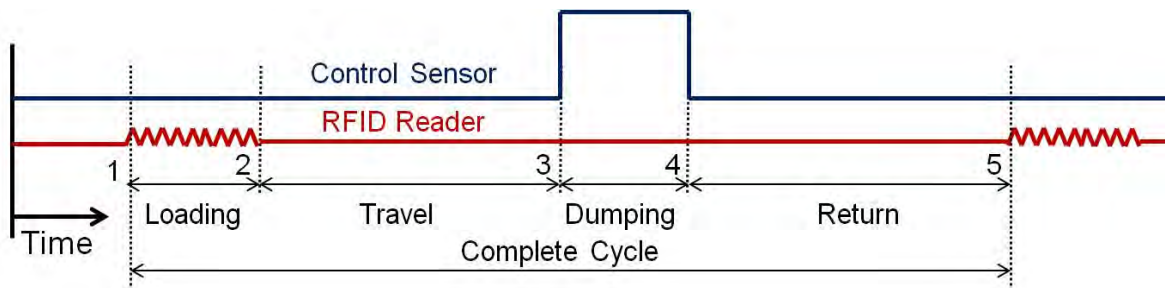 Control Sensor
RFID Reader
1 2 3 4 5
Loading Travel Dumping Return
Time
Complete Cycle